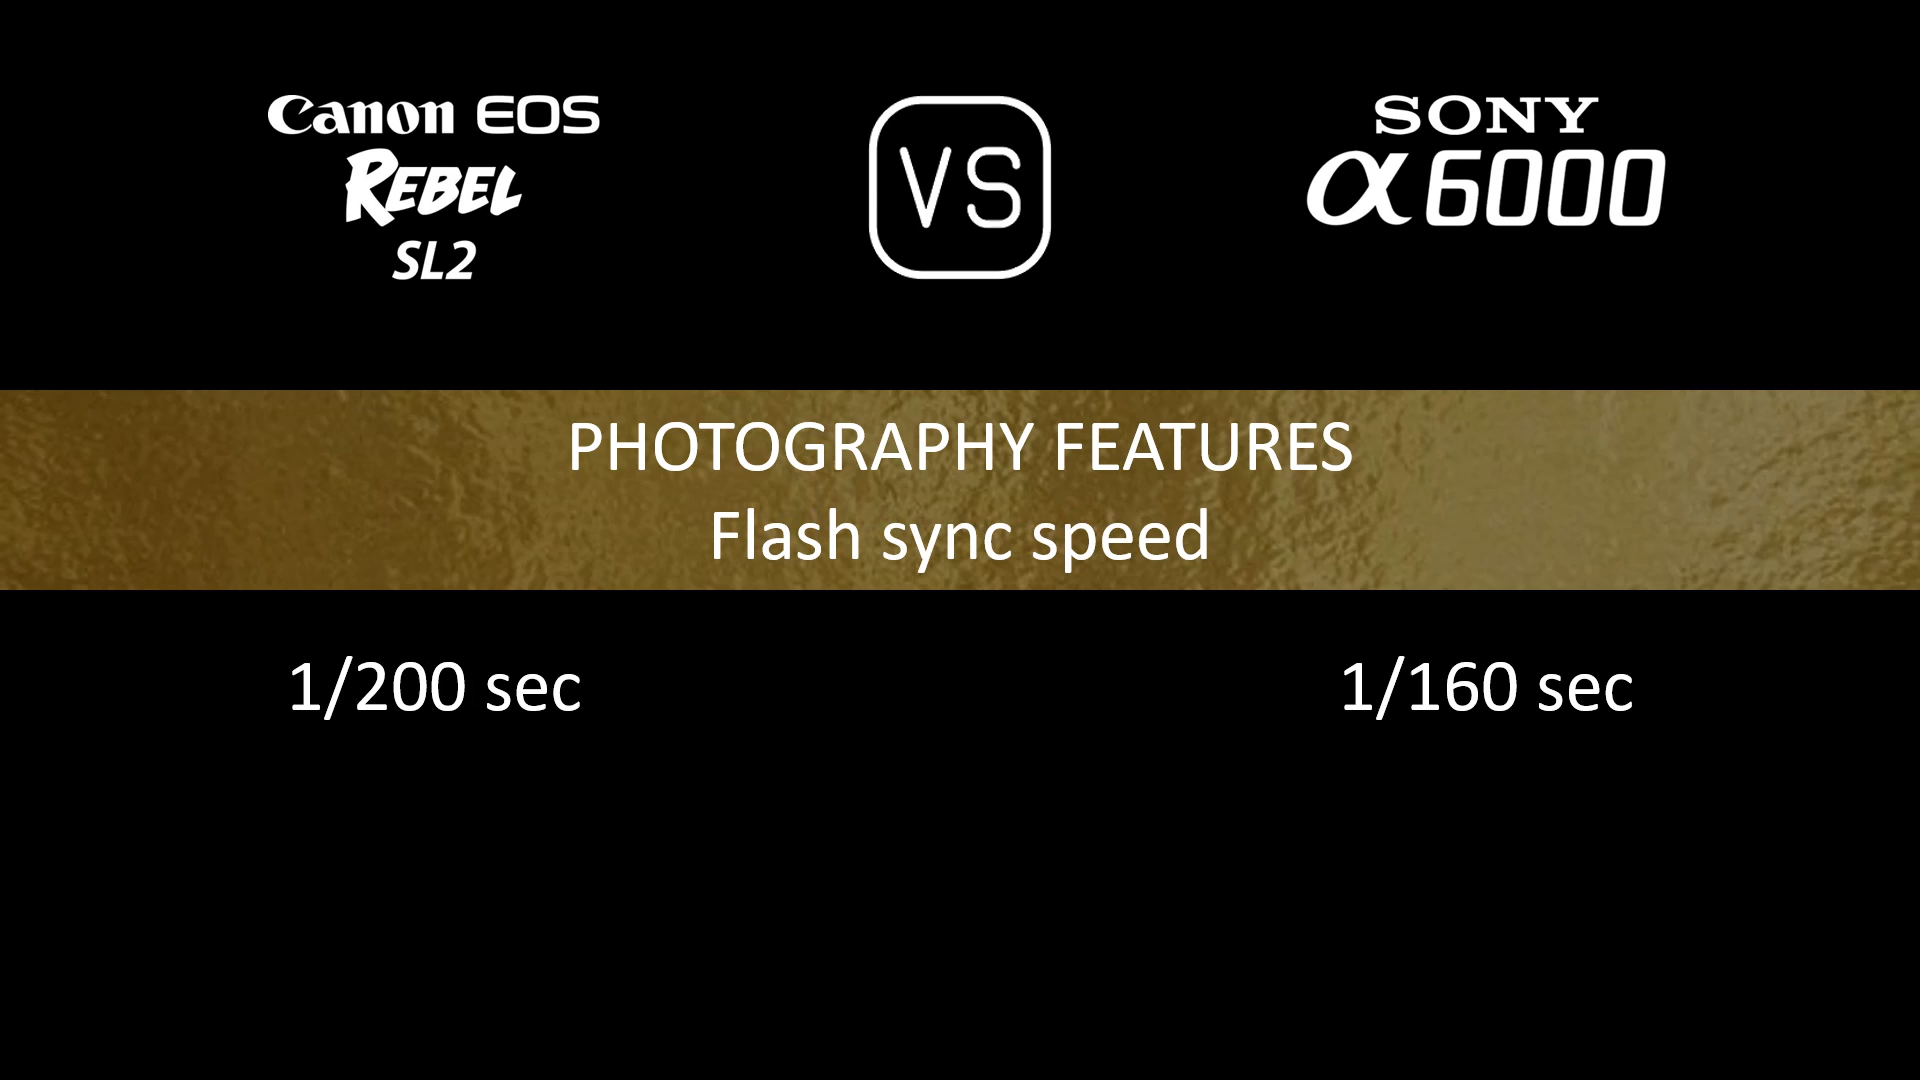 Canon EOS
REBEL
SL2
VS
SONY
α6000
PHOTOGRAPHY FEATURES
Flash sync speed
1/200 sec
1/160 sec